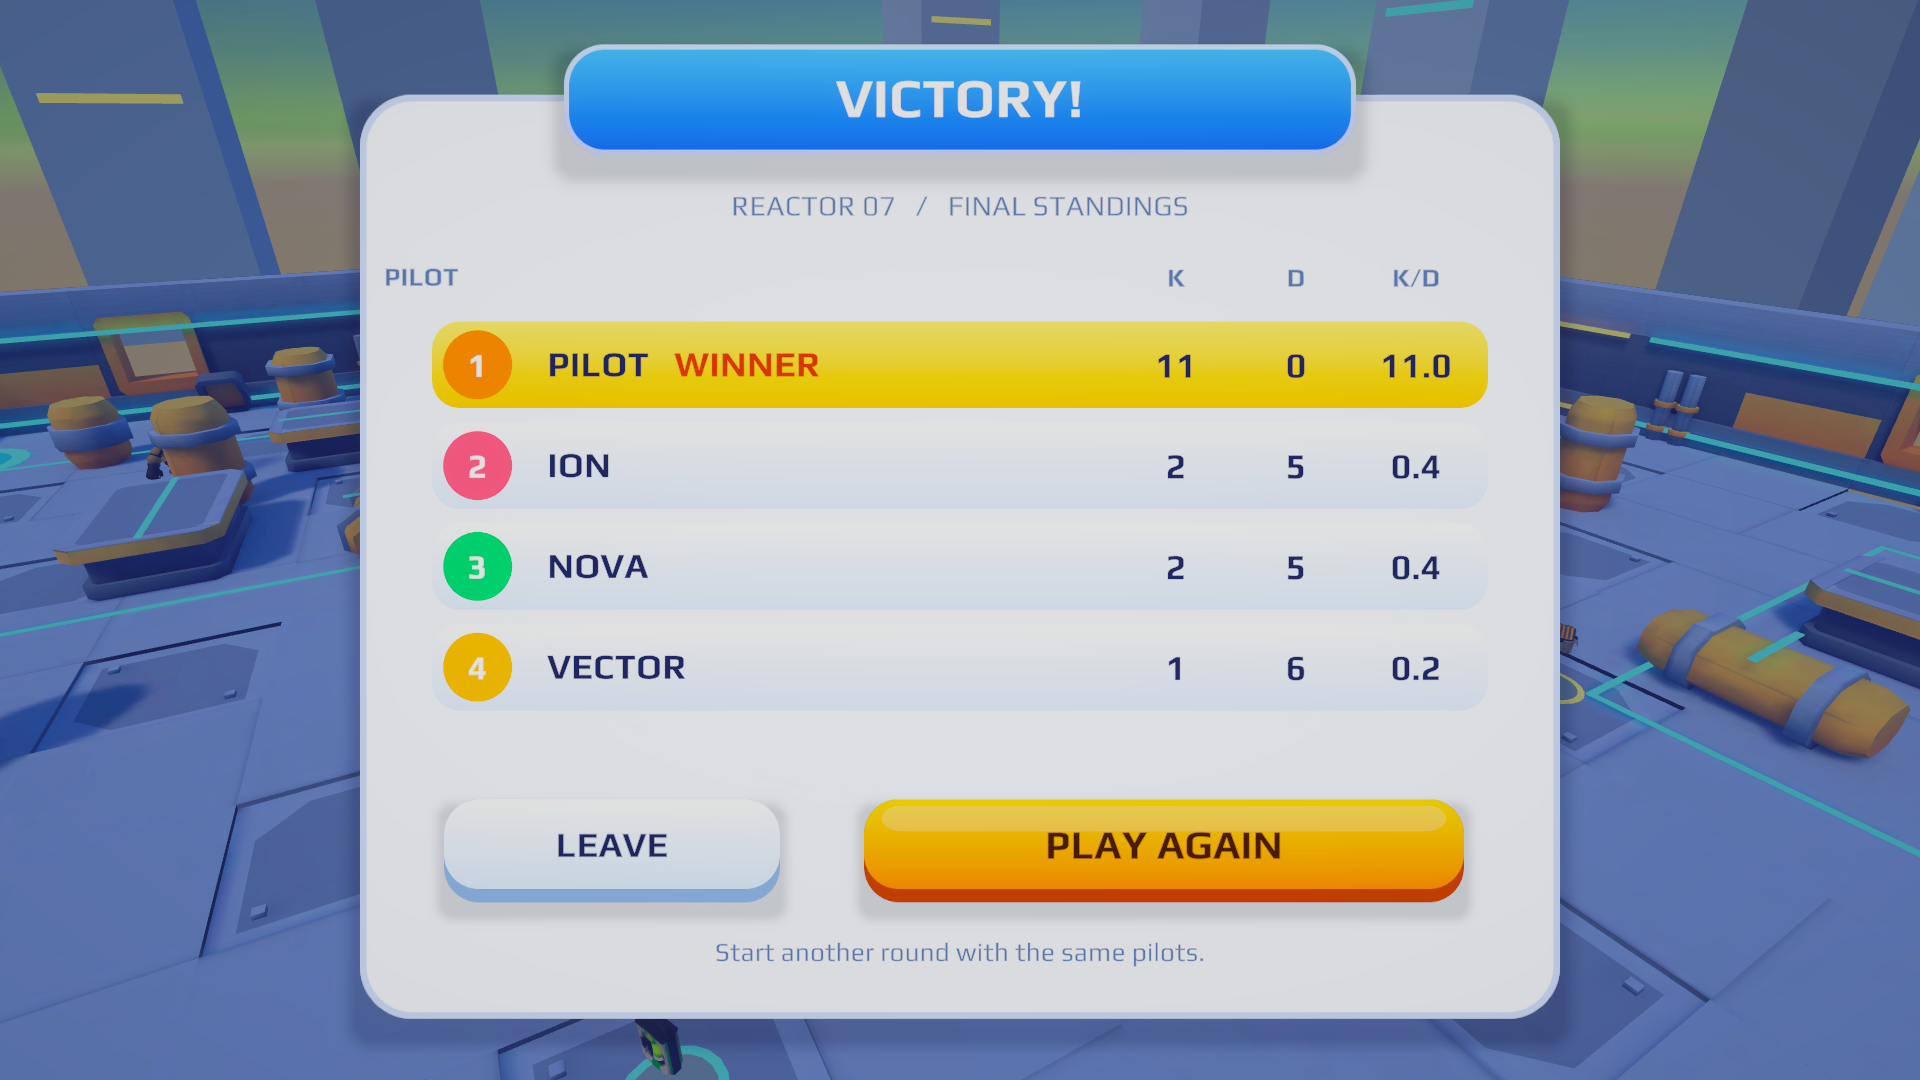 VICTORY!
REACTOR 07 / FINAL STANDINGS
PILOT K D K/D
1 PILOT WINNER 11 0 11.0
2 ION 2 5 0.4
3 NOVA 2 5 0.4
4 VECTOR 1 6 0.2
LEAVE PLAY AGAIN
Start another round with the same pilots.